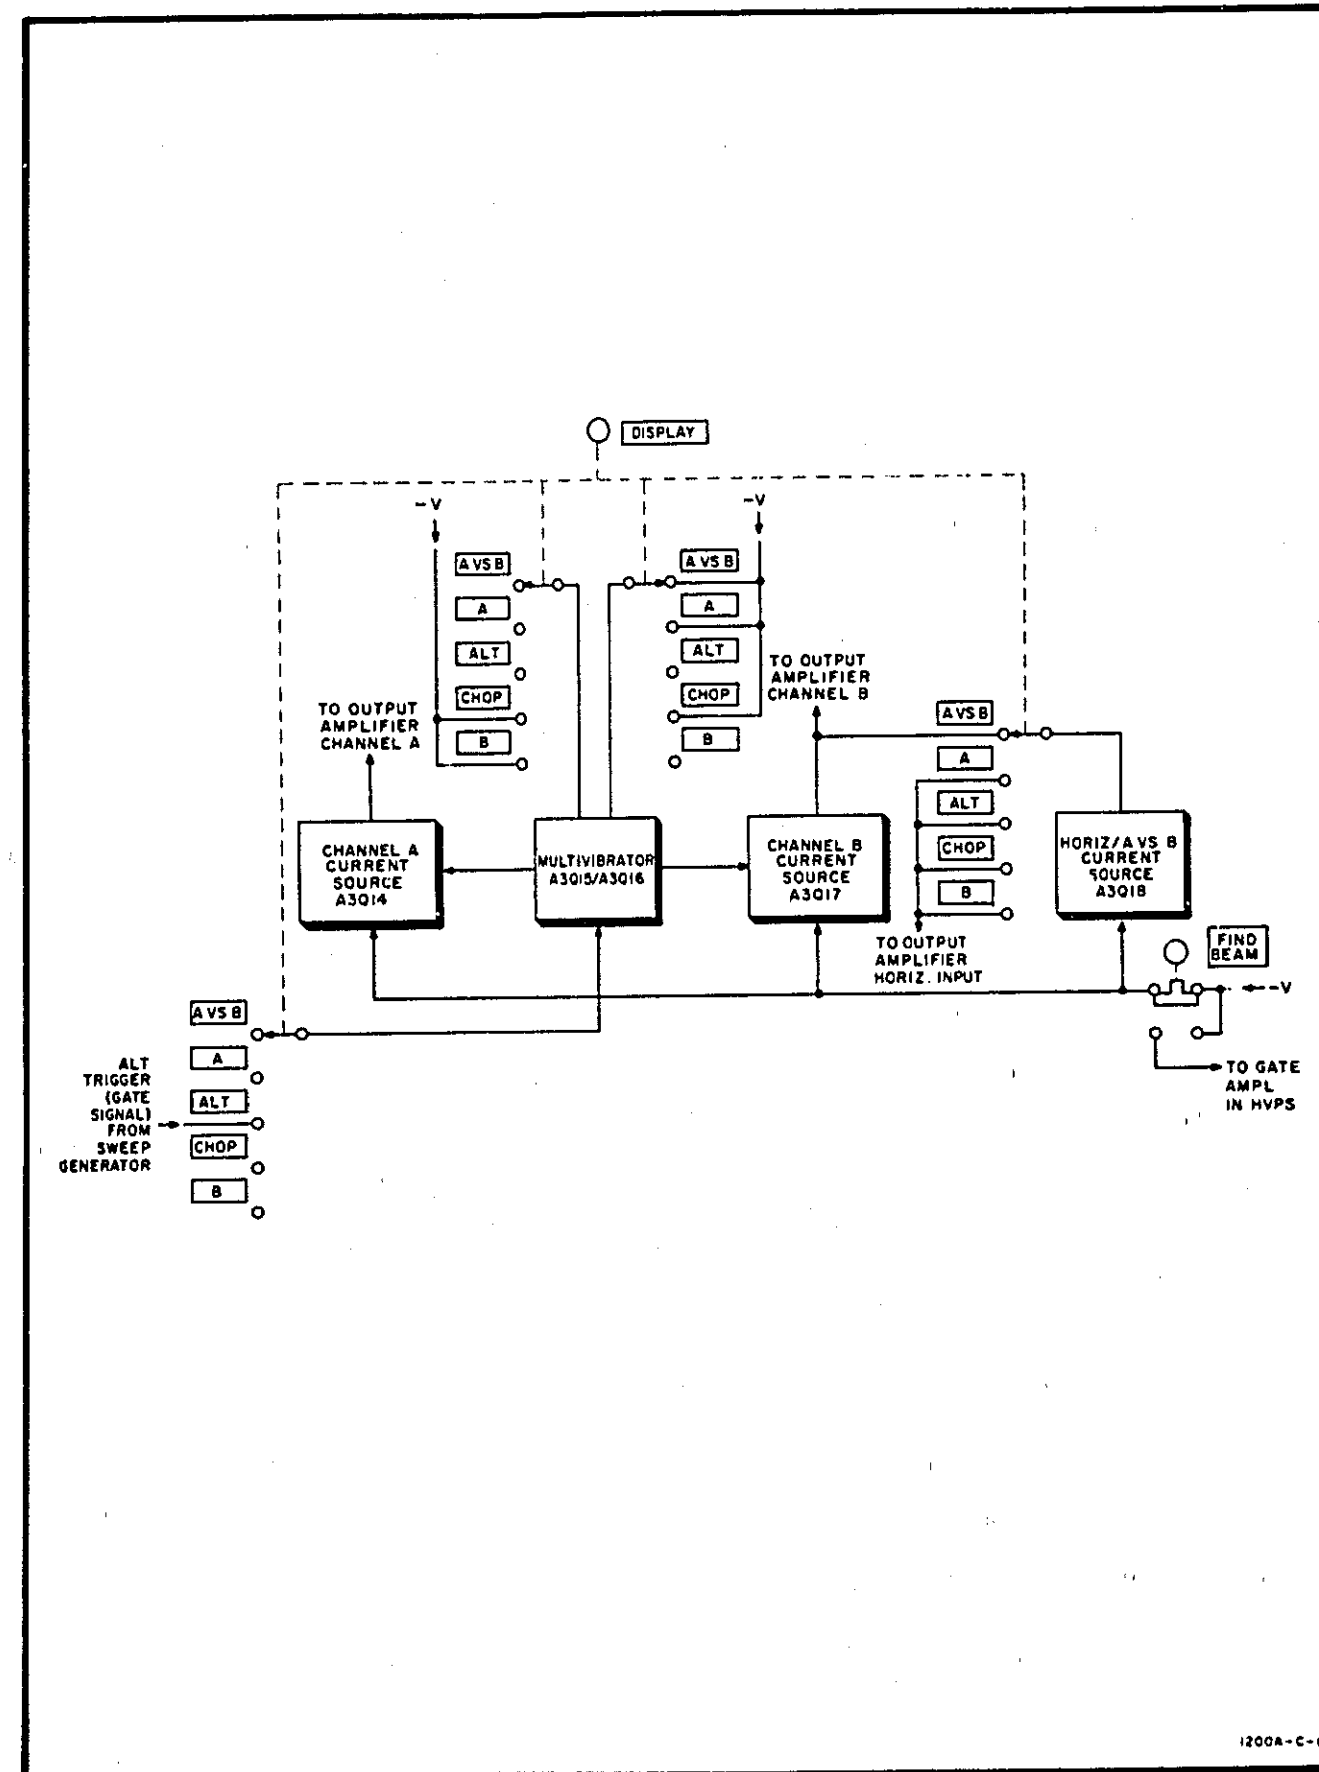 DISPLAY
-V
-V
A VS B
A
ALT
CHOP
B
A VS B
A
ALT
CHOP
B
TO OUTPUT
AMPLIFIER
CHANNEL A
TO OUTPUT
AMPLIFIER
CHANNEL B
A VS B
A
ALT
CHOP
B
CHANNEL A
CURRENT
SOURCE
A3Q14
MULTIVIBRATOR
A3Q15/A3Q16
CHANNEL B
CURRENT
SOURCE
A3Q17
HORIZ/A VS B
CURRENT
SOURCE
A3Q18
TO OUTPUT
AMPLIFIER
HORIZ. INPUT
FIND
BEAM
-V
TO GATE
AMPL
IN HVPS
A VS B
A
ALT
CHOP
B
ALT
TRIGGER
(GATE
SIGNAL)
FROM
SWEEP
GENERATOR